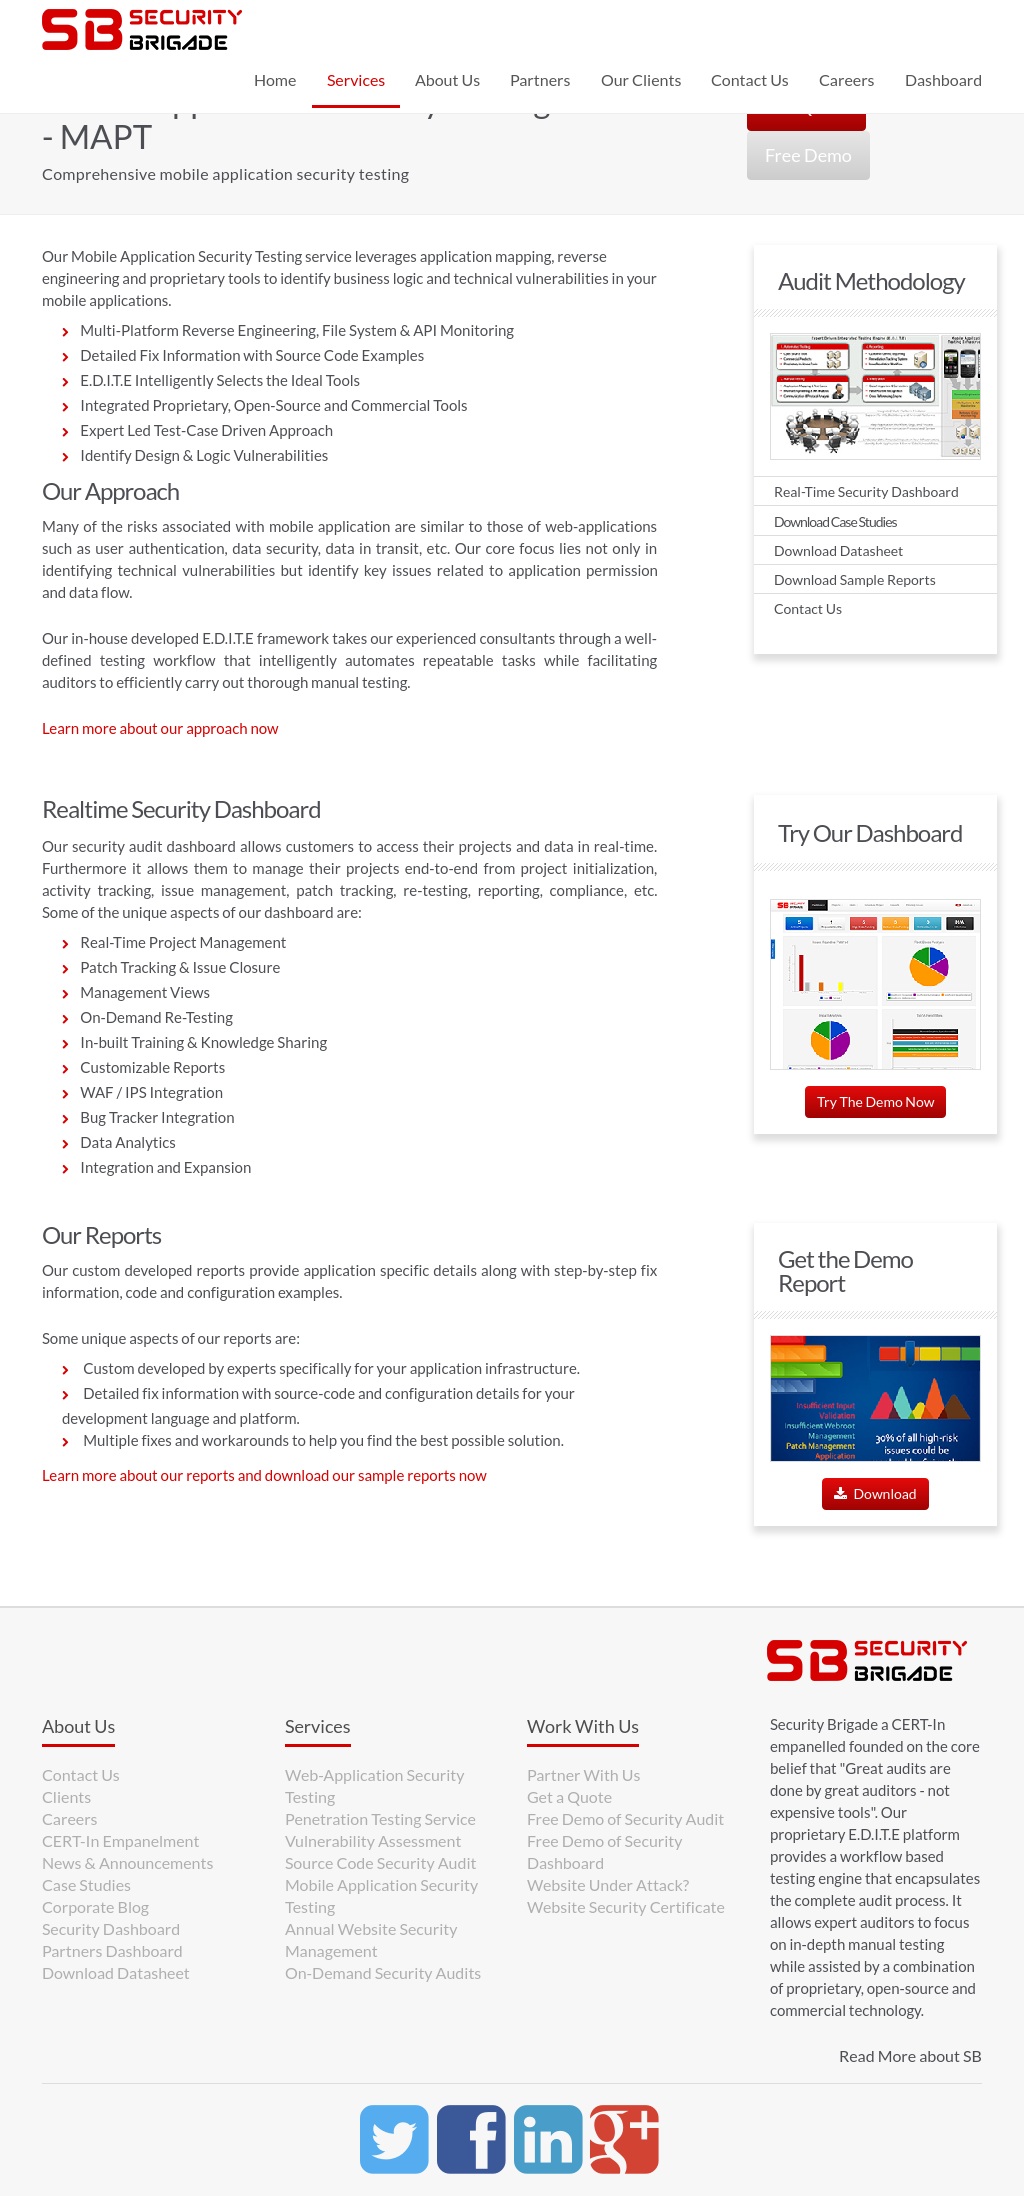 SB SECURITY BRIGADE
Home Services About Us Partners Our Clients Contact Us Careers Dashboard
- MAPT
Comprehensive mobile application security testing
Free Demo
Our Mobile Application Security Testing service leverages application mapping, reverse
engineering and proprietary tools to identify business logic and technical vulnerabilities in your
mobile applications.
Multi-Platform Reverse Engineering, File System & API Monitoring
Detailed Fix Information with Source Code Examples
E.D.I.T.E Intelligently Selects the Ideal Tools
Integrated Proprietary, Open-Source and Commercial Tools
Expert Led Test-Case Driven Approach
Identify Design & Logic Vulnerabilities
Our Approach
Many of the risks associated with mobile application are similar to those of web-applications
such as user authentication, data security, data in transit, etc. Our core focus lies not only in
identifying technical vulnerabilities but identify key issues related to application permission
and data flow.
Our in-house developed E.D.I.T.E framework takes our experienced consultants through a well-
defined testing workflow that intelligently automates repeatable tasks while facilitating
auditors to efficiently carry out thorough manual testing.
Learn more about our approach now
Audit Methodology
Real-Time Security Dashboard
Download Case Studies
Download Datasheet
Download Sample Reports
Contact Us
Realtime Security Dashboard
Our security audit dashboard allows customers to access their projects and data in real-time.
Furthermore it allows them to manage their projects end-to-end from project initialization,
activity tracking, issue management, patch tracking, re-testing, reporting, compliance, etc.
Some of the unique aspects of our dashboard are:
Real-Time Project Management
Patch Tracking & Issue Closure
Management Views
On-Demand Re-Testing
In-built Training & Knowledge Sharing
Customizable Reports
WAF / IPS Integration
Bug Tracker Integration
Data Analytics
Integration and Expansion
Try Our Dashboard
Try The Demo Now
Our Reports
Our custom developed reports provide application specific details along with step-by-step fix
information, code and configuration examples.
Some unique aspects of our reports are:
Custom developed by experts specifically for your application infrastructure.
Detailed fix information with source-code and configuration details for your
development language and platform.
Multiple fixes and workarounds to help you find the best possible solution.
Learn more about our reports and download our sample reports now
Get the Demo
Report
Insufficient Input
Validation
Insufficient Webroot
Management
Patch Management
Application
30% of all high-risk
issues could be
Download
SB SECURITY BRIGADE
About Us
Contact Us
Clients
Careers
CERT-In Empanelment
News & Announcements
Case Studies
Corporate Blog
Security Dashboard
Partners Dashboard
Download Datasheet
Services
Web-Application Security
Testing
Penetration Testing Service
Vulnerability Assessment
Source Code Security Audit
Mobile Application Security
Testing
Annual Website Security
Management
On-Demand Security Audits
Work With Us
Partner With Us
Get a Quote
Free Demo of Security Audit
Free Demo of Security
Dashboard
Website Under Attack?
Website Security Certificate
Security Brigade a CERT-In
empanelled founded on the core
belief that "Great audits are
done by great auditors - not
expensive tools". Our
proprietary E.D.I.T.E platform
provides a workflow based
testing engine that encapsulates
the complete audit process. It
allows expert auditors to focus
on in-depth manual testing
while assisted by a combination
of proprietary, open-source and
commercial technology.
Read More about SB